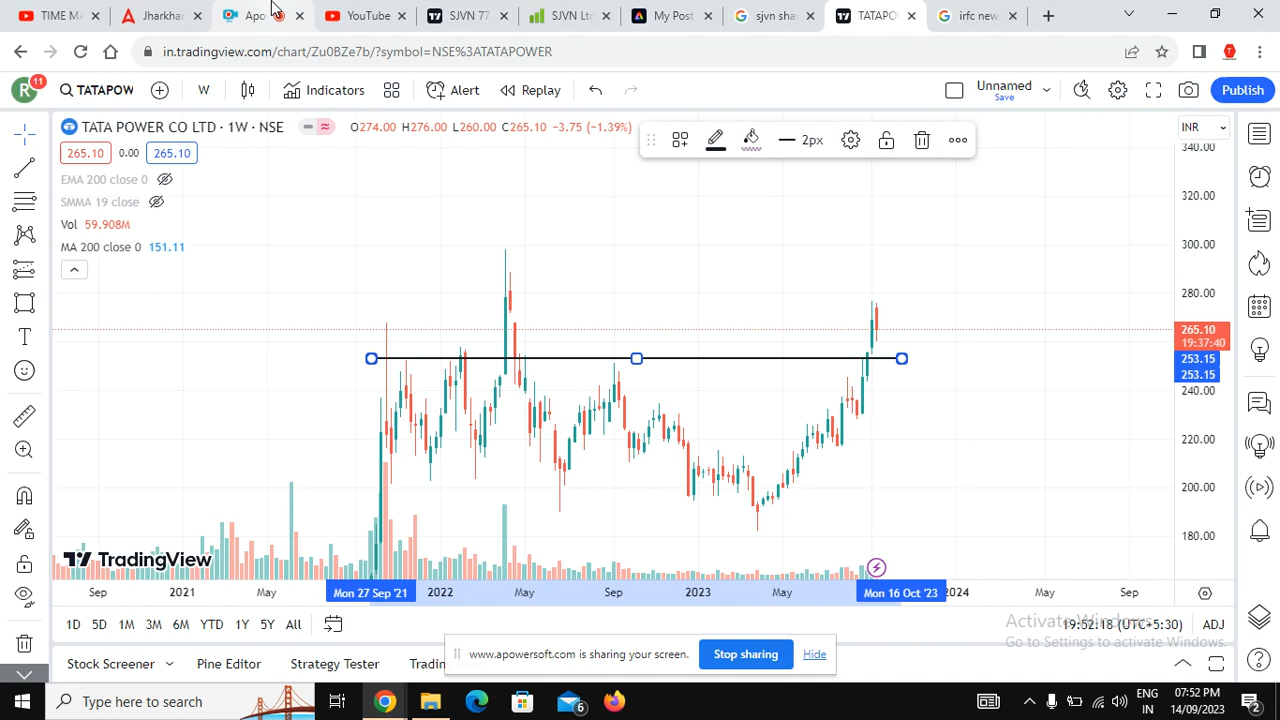 TIME MA
Jharkhan
Apo
YouTube
SJVN 77
SJVN Ltd
My Post
sjvn sha
TATAPO
irfc new
in.tradingview.com/chart/Zu0BZe7b/?symbol=NSE%3ATATAPOWER
R
11
TATAPOW
W
Indicators
Alert
Replay
Unnamed
Save
Publish
TATA POWER CO LTD · 1W · NSE
O274.00 H276.00 L260.00 C265.10 −3.75 (−1.39%)
INR
265.10
0.00
265.10
2px
EMA 200 close 0
SMMA 19 close 0
Vol 59.908M
MA 200 close 0 151.11
340.00
320.00
300.00
280.00
265.10
19:37:40
253.15
253.15
240.00
220.00
200.00
180.00
TradingView
Sep
2021
May
Mon 27 Sep '21
2022
May
Sep
2023
May
Mon 16 Oct '23
2024
May
Sep
1D 5D 1M 3M 6M YTD 1Y 5Y All
19:52:18 (UTC+5:30)
ADJ
Activate Windows
Go to Settings to activate Windows.
Stock Screener
Pine Editor
Strategy Tester
Trading
www.apowersoft.com is sharing your screen.
Stop sharing
Hide
Type here to search
6
ENG
IN
07:52 PM
14/09/2023
2